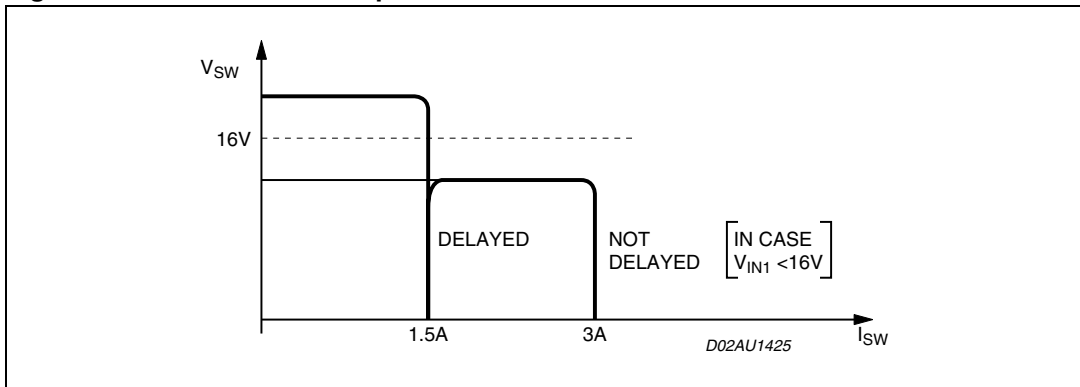 V_SW
16V
DELAYED
NOT
DELAYED
IN CASE
V_IN1 <16V
1.5A
3A
I_SW
D02AU1425